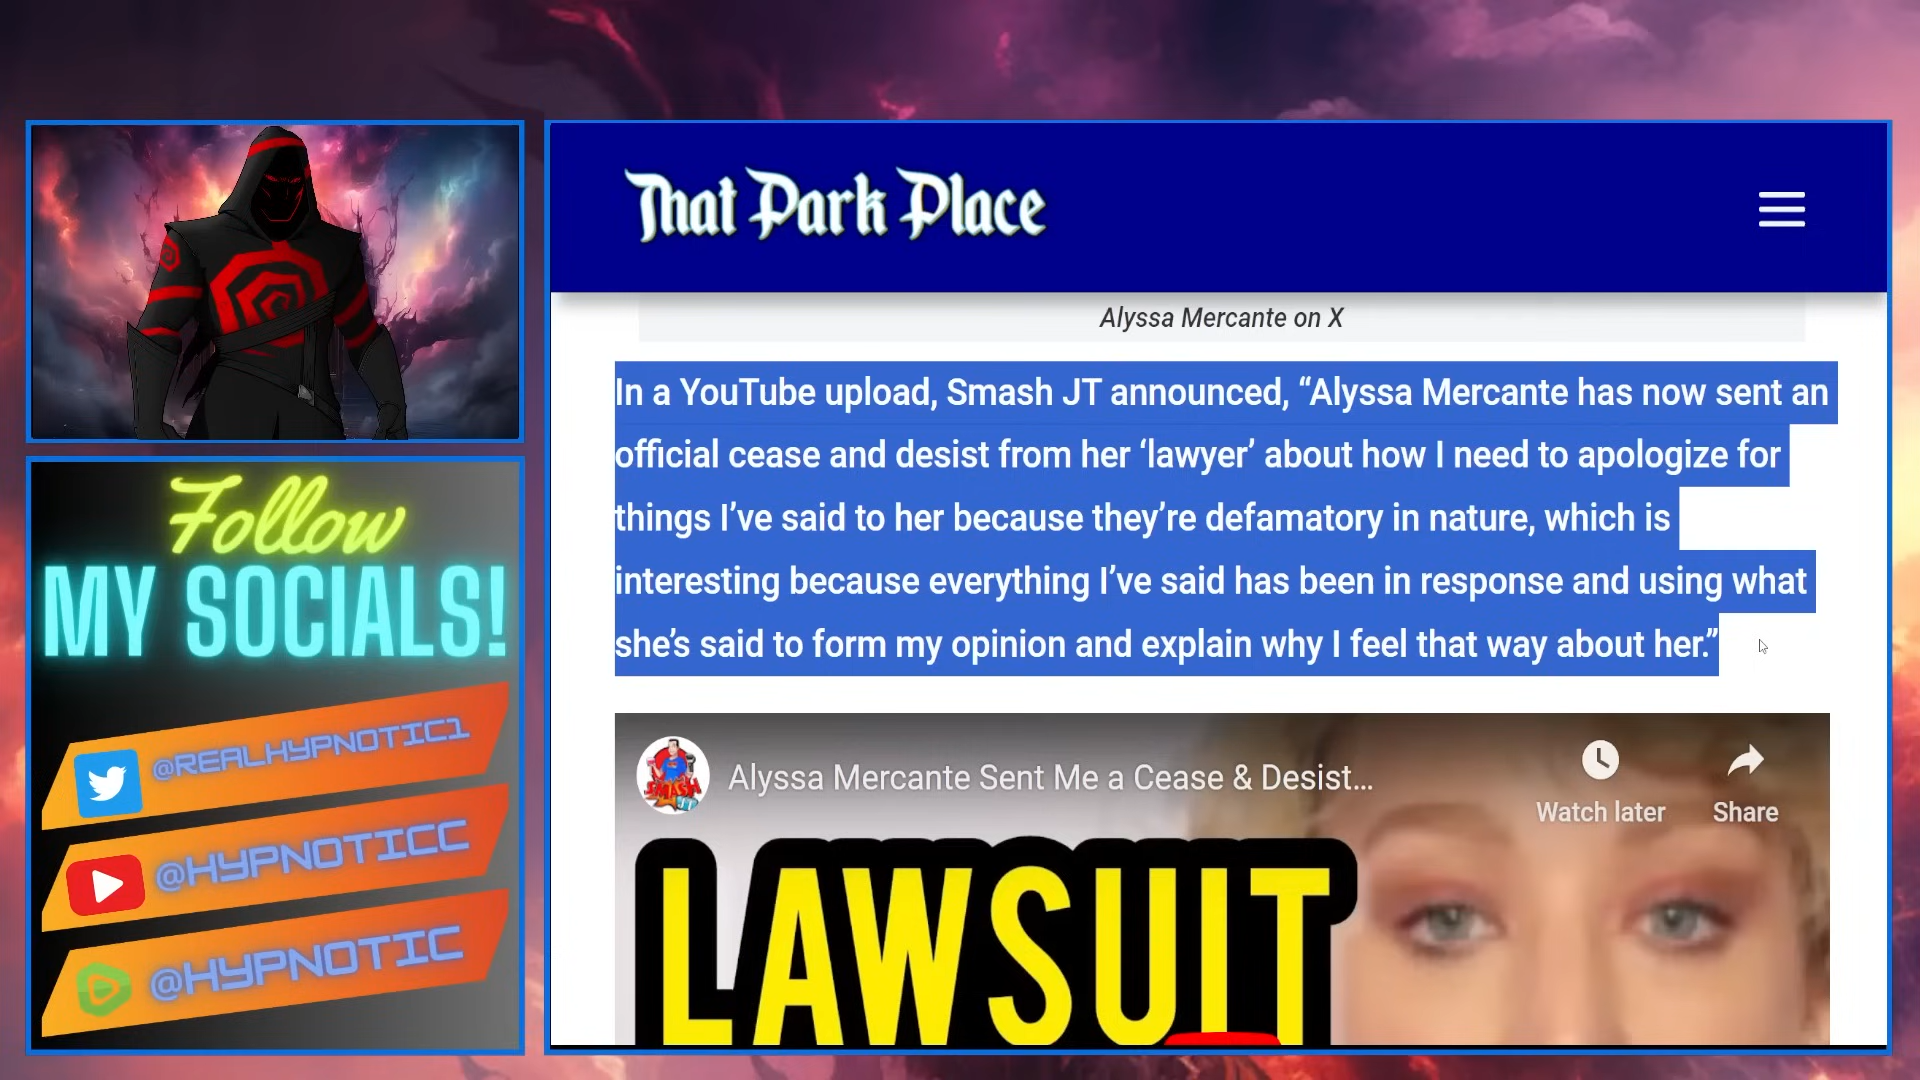 That Park Place
Alyssa Mercante on X
In a YouTube upload, Smash JT announced, “Alyssa Mercante has now sent an
official cease and desist from her ‘lawyer’ about how I need to apologize for
things I’ve said to her because they’re defamatory in nature, which is
interesting because everything I’ve said has been in response and using what
she’s said to form my opinion and explain why I feel that way about her.”
SMASH JT
Alyssa Mercante Sent Me a Cease & Desist...
Watch later
Share
LAWSUIT
Follow
MY SOCIALS!
@REALHYPNOTIC1
@HYPNOTICC
@HYPNOTIC